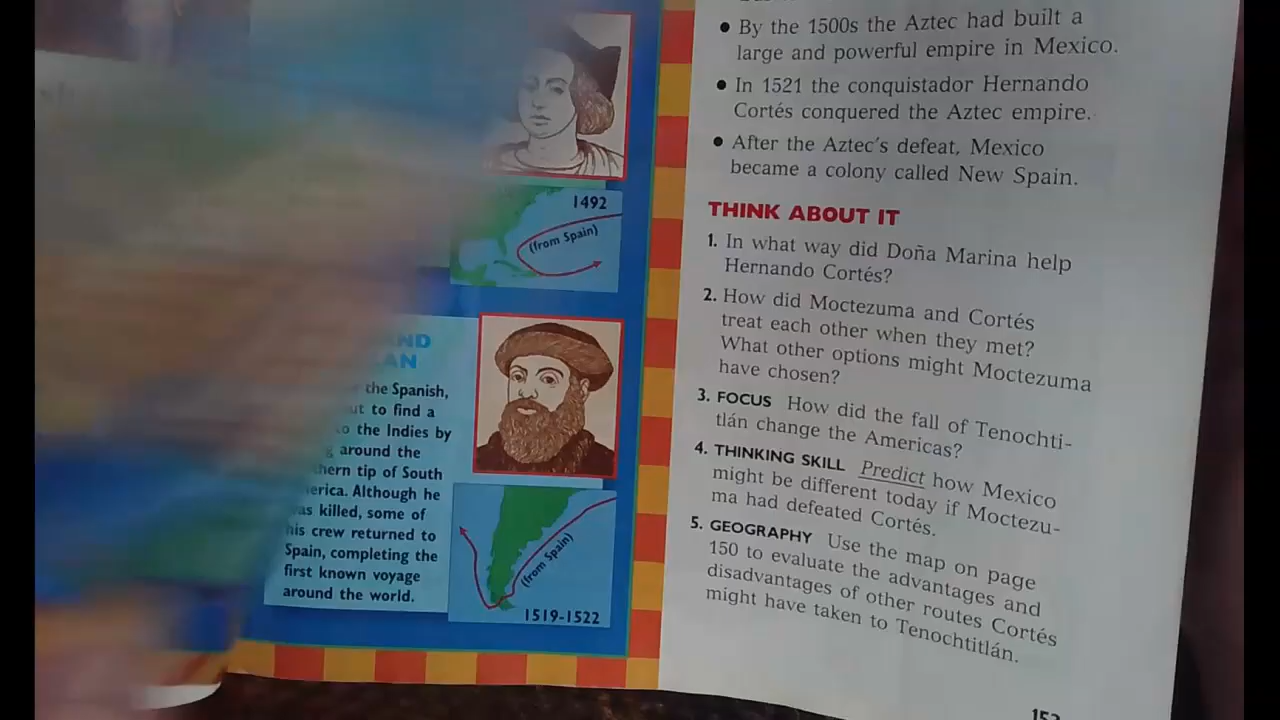 1492
(from Spain)
the Spanish,
to find a
to the Indies by
around the
tip of South
Although he
was killed, some of
his crew returned to
Spain, completing the
first known voyage
around the world.
(from Spain)
1519-1522
• By the 1500s the Aztec had built a
large and powerful empire in Mexico.
• In 1521 the conquistador Hernando
Cortés conquered the Aztec empire.
• After the Aztec's defeat, Mexico
became a colony called New Spain.
THINK ABOUT IT
1. In what way did Doña Marina help
Hernando Cortés?
2. How did Moctezuma and Cortés
treat each other when they met?
What other options might Moctezuma
have chosen?
3. FOCUS How did the fall of Tenochti-
tlán change the Americas?
4. THINKING SKILL Predict how Mexico
might be different today if Moctezu-
ma had defeated Cortés.
5. GEOGRAPHY Use the map on page
150 to evaluate the advantages and
disadvantages of other routes Cortés
might have taken to Tenochtitlán.